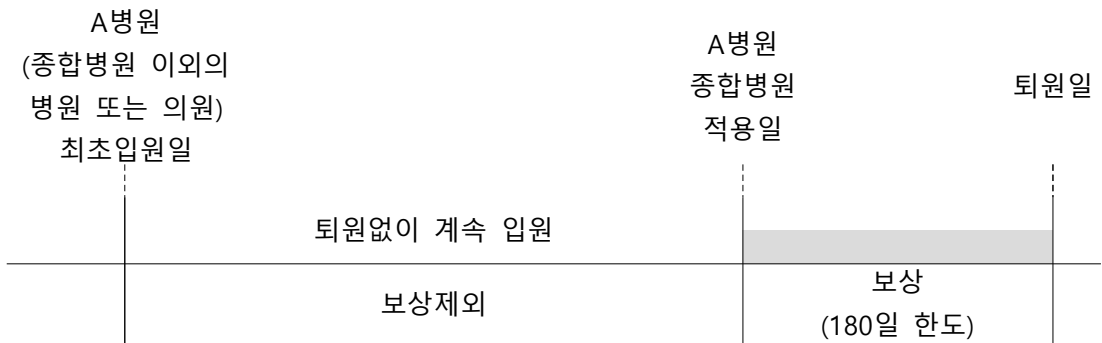 A병원
(종합병원 이외의
병원 또는 의원)
최초입원일
A병원
종합병원
적용일
퇴원일
퇴원없이 계속 입원
보상제외
보상
(180일 한도)